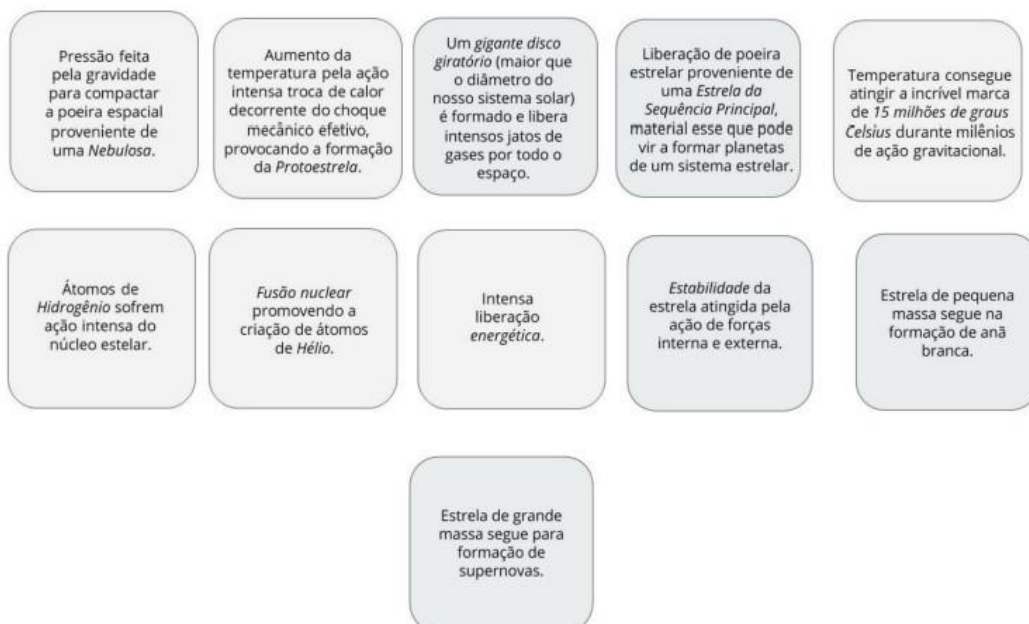 Pressão feita
pela gravidade
para compactar
a poeira espacial
proveniente de
uma Nebulosa.
Aumento da
temperatura pela ação
intensa troca de calor
decorrente do choque
mecânico efetivo,
provocando a formação
da Protoestrela.
Um gigante disco
giratório (maior que
o diâmetro do
nosso sistema solar)
é formado e libera
intensos jatos de
gases por todo o
espaço.
Liberação de poeira
estrelar proveniente de
uma Estrela da
Sequência Principal,
material esse que pode
vir a formar planetas
de um sistema estrelar.
Temperatura consegue
atingir a incrível marca
de 15 milhões de graus
Celsius durante milênios
de ação gravitacional.
Átomos de
Hidrogênio sofrem
ação intensa do
núcleo estelar.
Fusão nuclear
promovendo a
criação de átomos
de Hélio.
Intensa
liberação
energética.
Estabilidade da
estrela atingida pela
ação de forças
interna e externa.
Estrela de pequena
massa segue na
formação de anã
branca.
Estrela de grande
massa segue para
formação de
supernovas.